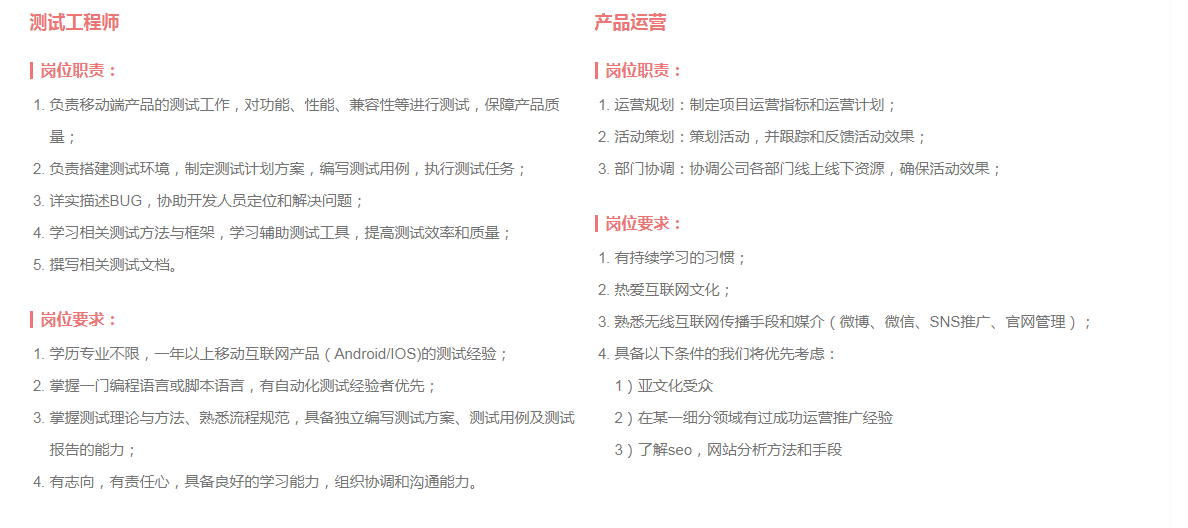 测试工程师
岗位职责：
1. 负责移动端产品的测试工作，对功能、性能、兼容性等进行测试，保障产品质
量；
2. 负责搭建测试环境，制定测试计划方案，编写测试用例，执行测试任务；
3. 详实描述BUG，协助开发人员定位和解决问题；
4. 学习相关测试方法与框架，学习辅助测试工具，提高测试效率和质量；
5. 撰写相关测试文档。
岗位要求：
1. 学历专业不限，一年以上移动互联网产品（Android/IOS)的测试经验；
2. 掌握一门编程语言或脚本语言，有自动化测试经验者优先；
3. 掌握测试理论与方法、熟悉流程规范，具备独立编写测试方案、测试用例及测试
报告的能力；
4. 有志向，有责任心，具备良好的学习能力，组织协调和沟通能力。
产品运营
岗位职责：
1. 运营规划：制定项目运营指标和运营计划；
2. 活动策划：策划活动，并跟踪和反馈活动效果；
3. 部门协调：协调公司各部门线上线下资源，确保活动效果；
岗位要求：
1. 有持续学习的习惯；
2. 热爱互联网文化；
3. 熟悉无线互联网传播手段和媒介（微博、微信、SNS推广、官网管理）；
4. 具备以下条件的我们将优先考虑：
1）亚文化受众
2）在某一细分领域有过成功运营推广经验
3）了解seo，网站分析方法和手段